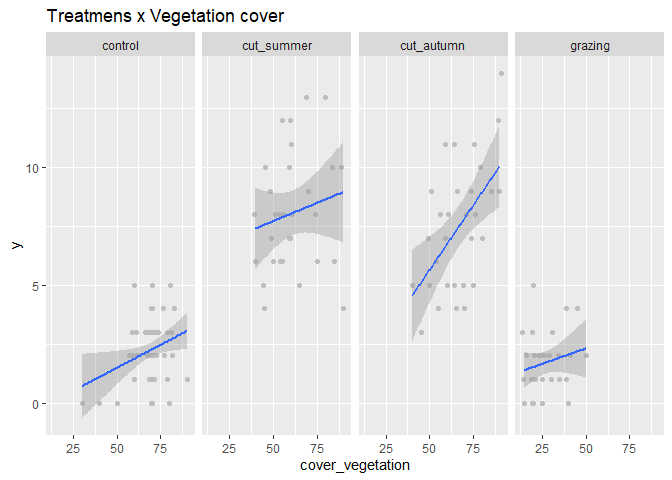 Treatmens x Vegetation cover
control cut_summer cut_autumn grazing
10
5
0
y
25 50 75 25 50 75 25 50 75 25 50 75
cover_vegetation